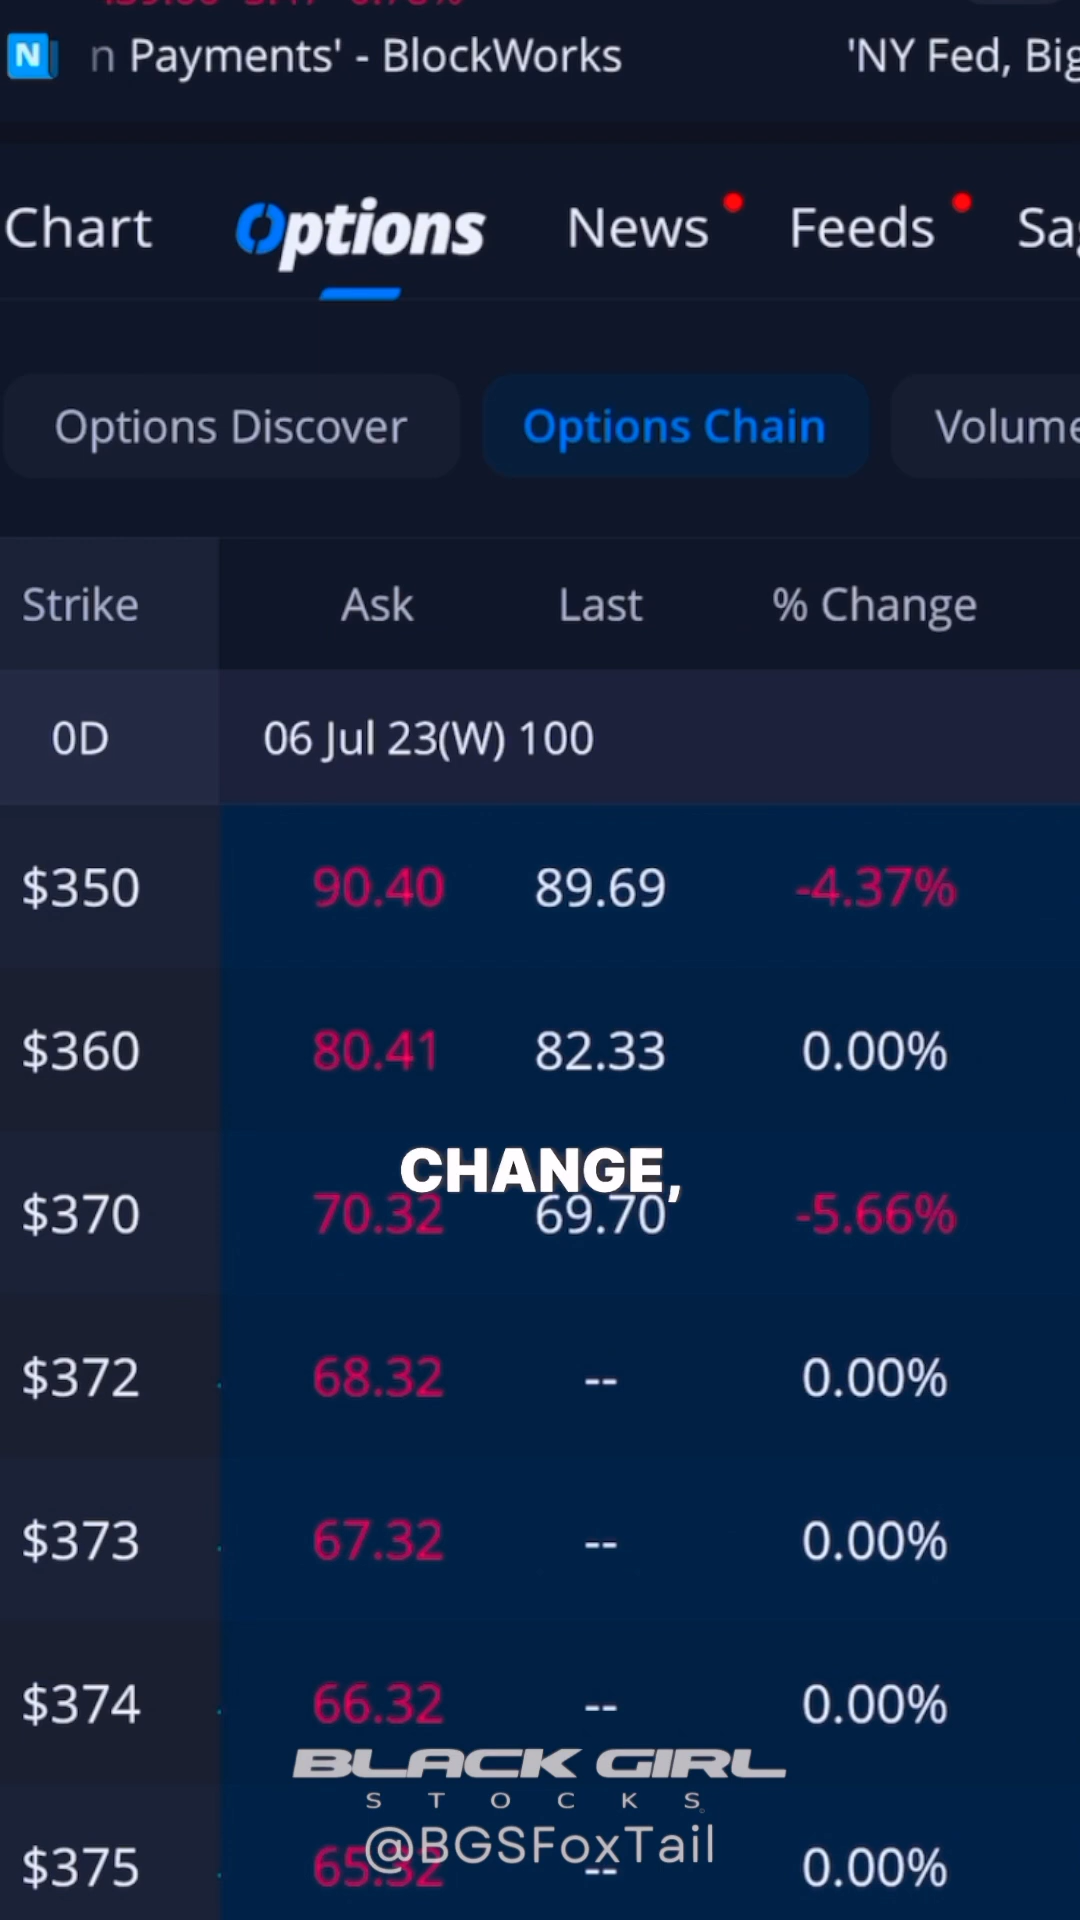 n Payments' - BlockWorks 'NY Fed, Big
Chart Options News Feeds
Options Discover Options Chain Volume
Strike Ask Last % Change
0D 06 Jul 23(W) 100
$350 90.40 89.69 -4.37%
$360 80.41 82.33 0.00%
CHANGE,
$370 70.32 69.70 -5.66%
$372 68.32 -- 0.00%
$373 67.32 -- 0.00%
$374 66.32 -- 0.00%
BLACK GIRL
STOCKS
@BGSFoxTail
$375 65.32 -- 0.00%